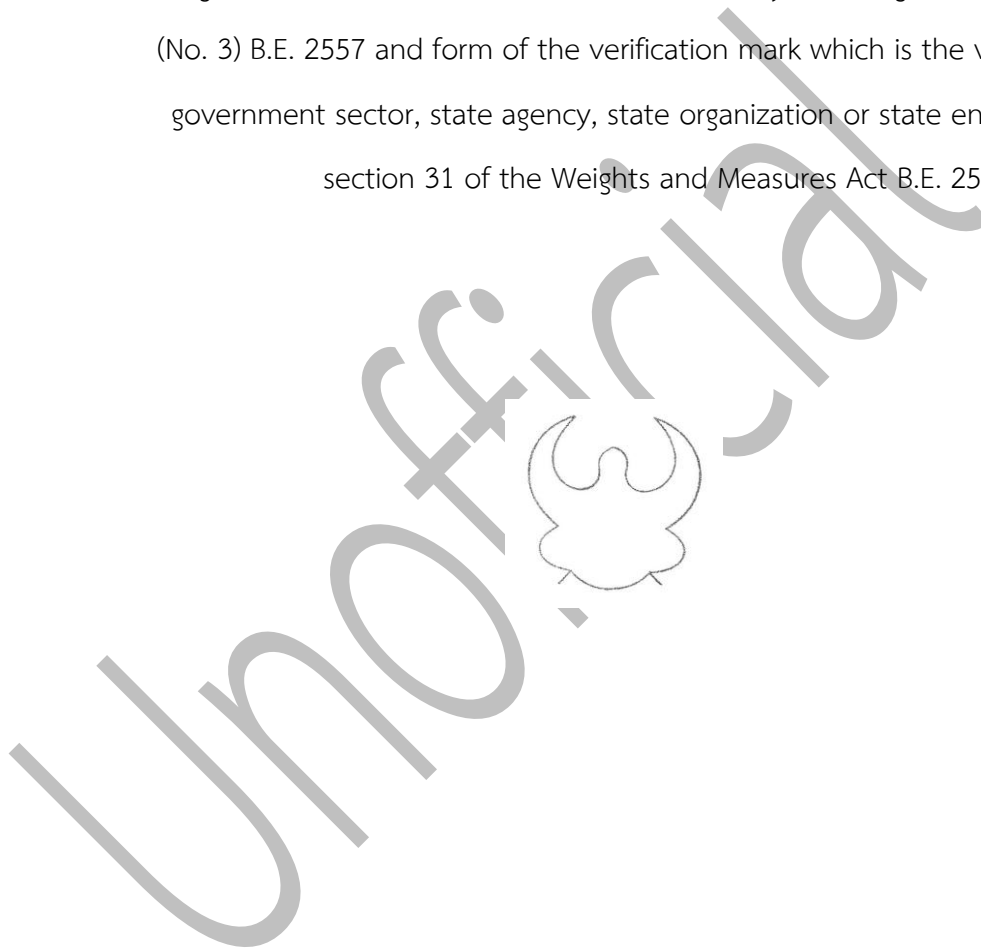 (No. 3) B.E. 2557 and form of the verification mark which is the
government sector, state agency, state organization or state
section 31 of the Weights and Measures Act B.E. 25
Unofficial